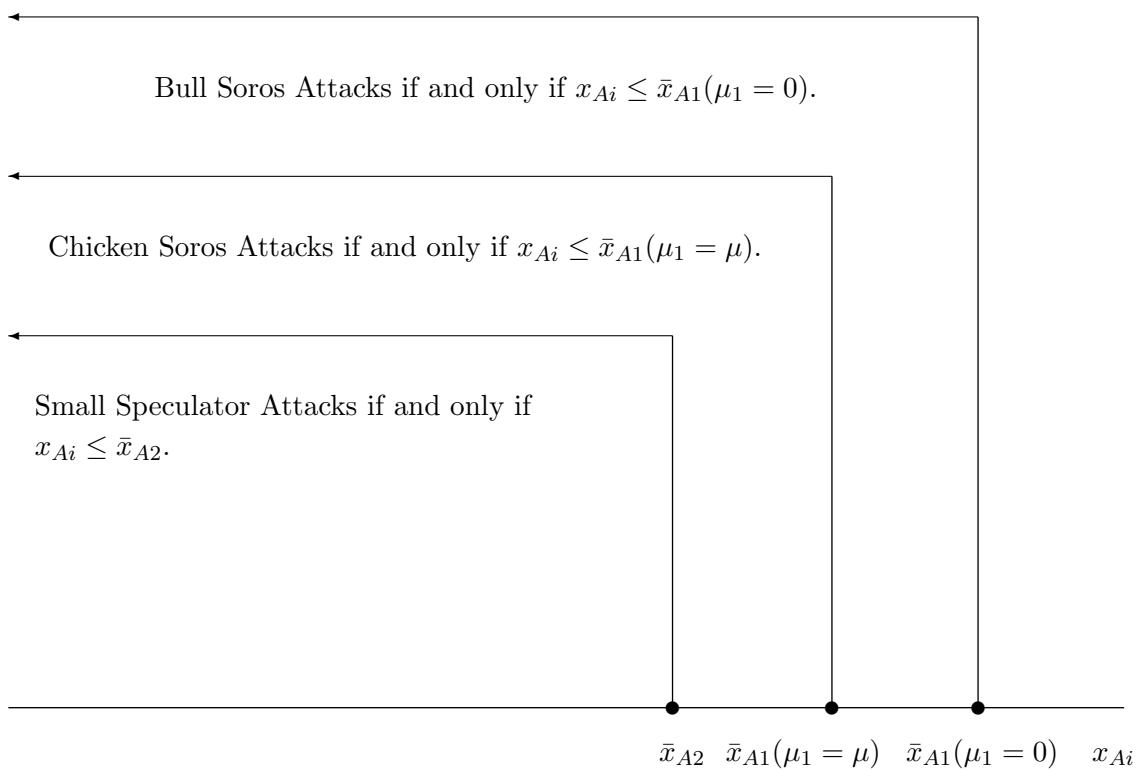 Bull Soros Attacks if and only if x_{Ai} ≤ x̄_{A1}(μ_1 = 0).
Chicken Soros Attacks if and only if x_{Ai} ≤ x̄_{A1}(μ_1 = μ).
Small Speculator Attacks if and only if
x_{Ai} ≤ x̄_{A2}.
x̄_{A2} x̄_{A1}(μ_1 = μ) x̄_{A1}(μ_1 = 0) x_{Ai}